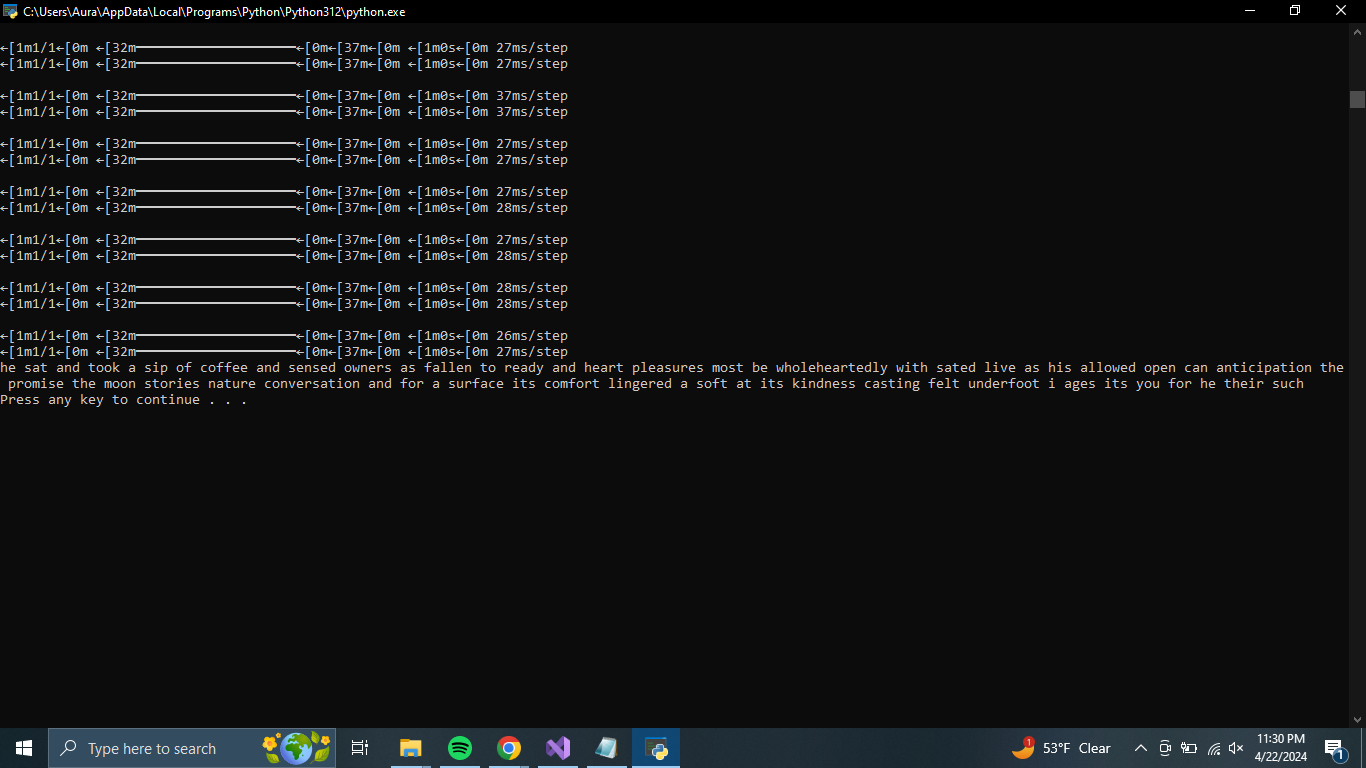 C:\Users\Aura\AppData\Local\Programs\Python\Python312\python.exe
←[1m1/1←[0m ←[32m━━━━━━━━━━━━━━━━━━━━←[0m←[37m←[0m ←[1m0s←[0m 27ms/step
←[1m1/1←[0m ←[32m━━━━━━━━━━━━━━━━━━━━←[0m←[37m←[0m ←[1m0s←[0m 27ms/step
←[1m1/1←[0m ←[32m━━━━━━━━━━━━━━━━━━━━←[0m←[37m←[0m ←[1m0s←[0m 37ms/step
←[1m1/1←[0m ←[32m━━━━━━━━━━━━━━━━━━━━←[0m←[37m←[0m ←[1m0s←[0m 37ms/step
←[1m1/1←[0m ←[32m━━━━━━━━━━━━━━━━━━━━←[0m←[37m←[0m ←[1m0s←[0m 27ms/step
←[1m1/1←[0m ←[32m━━━━━━━━━━━━━━━━━━━━←[0m←[37m←[0m ←[1m0s←[0m 27ms/step
←[1m1/1←[0m ←[32m━━━━━━━━━━━━━━━━━━━━←[0m←[37m←[0m ←[1m0s←[0m 27ms/step
←[1m1/1←[0m ←[32m━━━━━━━━━━━━━━━━━━━━←[0m←[37m←[0m ←[1m0s←[0m 28ms/step
←[1m1/1←[0m ←[32m━━━━━━━━━━━━━━━━━━━━←[0m←[37m←[0m ←[1m0s←[0m 27ms/step
←[1m1/1←[0m ←[32m━━━━━━━━━━━━━━━━━━━━←[0m←[37m←[0m ←[1m0s←[0m 28ms/step
←[1m1/1←[0m ←[32m━━━━━━━━━━━━━━━━━━━━←[0m←[37m←[0m ←[1m0s←[0m 28ms/step
←[1m1/1←[0m ←[32m━━━━━━━━━━━━━━━━━━━━←[0m←[37m←[0m ←[1m0s←[0m 28ms/step
←[1m1/1←[0m ←[32m━━━━━━━━━━━━━━━━━━━━←[0m←[37m←[0m ←[1m0s←[0m 26ms/step
←[1m1/1←[0m ←[32m━━━━━━━━━━━━━━━━━━━━←[0m←[37m←[0m ←[1m0s←[0m 27ms/step
he sat and took a sip of coffee and sensed owners as fallen to ready and heart pleasures most be wholeheartedly with sated live as his allowed open can anticipation the
promise the moon stories nature conversation and for a surface its comfort lingered a soft at its kindness casting felt underfoot i ages its you for he their such
Press any key to continue . . .
Type here to search
1
53°F Clear
11:30 PM
4/22/2024
1